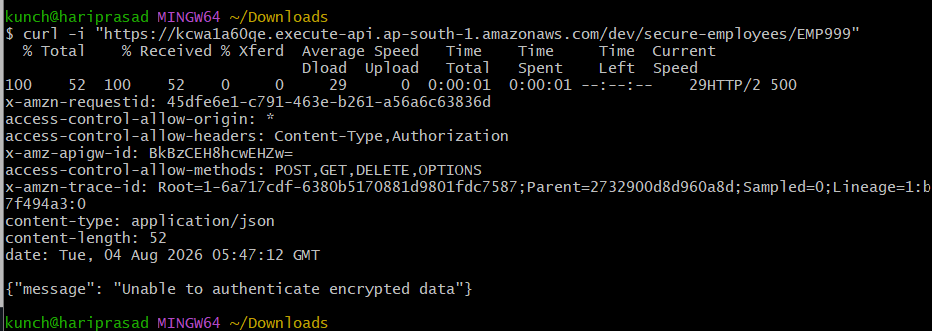 kunch@hariprasad MINGW64 ~/Downloads
$ curl -i "https://kcwa1a60qe.execute-api.ap-south-1.amazonaws.com/dev/secure-employees/EMP999"
  % Total    % Received % Xferd  Average Speed   Time    Time     Time  Current
                                 Dload  Upload   Total   Spent    Left  Speed
100     52  100     52    0      0     29      0  0:00:01  0:00:01 --:--:--    29HTTP/2 500
x-amzn-requestid: 45dfe6e1-c791-463e-b261-a56a6c63836d
access-control-allow-origin: *
access-control-allow-headers: Content-Type,Authorization
x-amz-apigw-id: BkBzCEH8hcwEHZw=
access-control-allow-methods: POST,GET,DELETE,OPTIONS
x-amzn-trace-id: Root=1-6a717cdf-6380b5170881d9801fdc7587;Parent=2732900d8d960a8d;Sampled=0;Lineage=1:b
7f494a3:0
content-type: application/json
content-length: 52
date: Tue, 04 Aug 2026 05:47:12 GMT

{"message": "Unable to authenticate encrypted data"}

kunch@hariprasad MINGW64 ~/Downloads